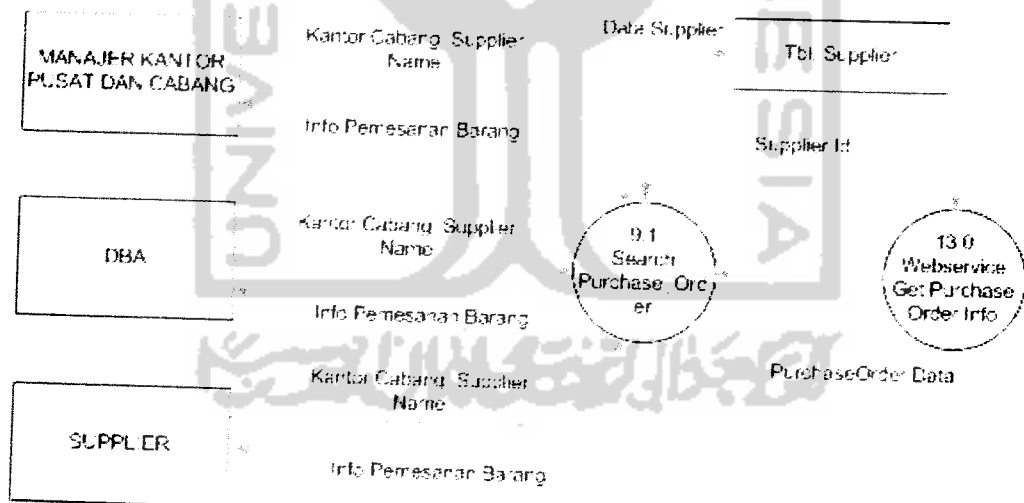 MANAJER KANTOR
PUSAT DAN CABANG
Kantor Cabang, Supplier
Name
Info Pemesanan Barang
Data Supplier
Tbl. Supplier
Supplier Id
DBA
Kantor Cabang, Supplier
Name
Info Pemesanan Barang
9.1
Search
Purchase_Ord
er
13.0
Webservice
Get Purchase
Order Info
PurchaseOrder Data
SUPPLIER
Kantor Cabang, Supplier
Name
Info Pemesanan Barang